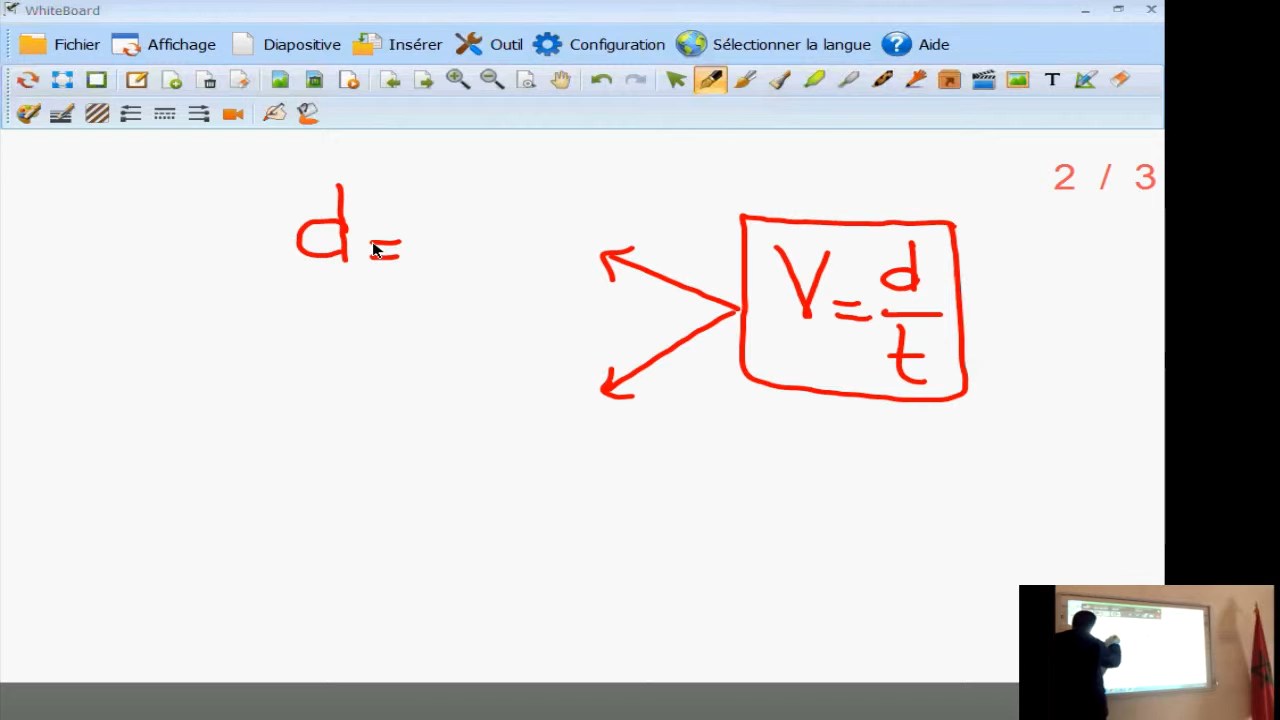 WhiteBoard
Fichier Affichage Diapositive Insérer Outil Configuration Sélectionner la langue Aide
2 / 3
d =
V = d/t